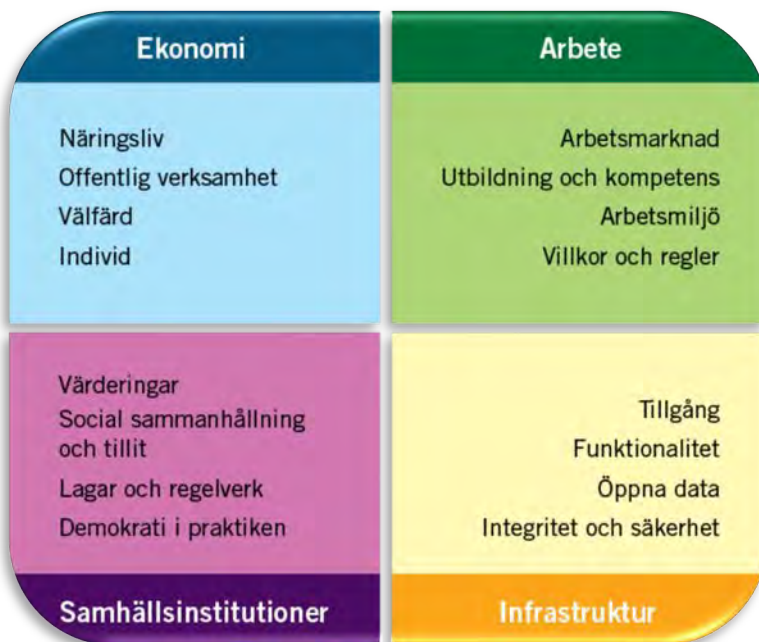 Ekonomi
Näringsliv
Offentlig verksamhet
Välfärd
Individ
Arbete
Arbetsmarknad
Utbildning och kompetens
Arbetsmiljö
Villkor och regler
Värderingar
Social sammanhållning
och tillit
Lagar och regelverk
Demokrati i praktiken
Samhällsinstitutioner
Tillgång
Funktionalitet
Öppna data
Integritet och säkerhet
Infrastruktur